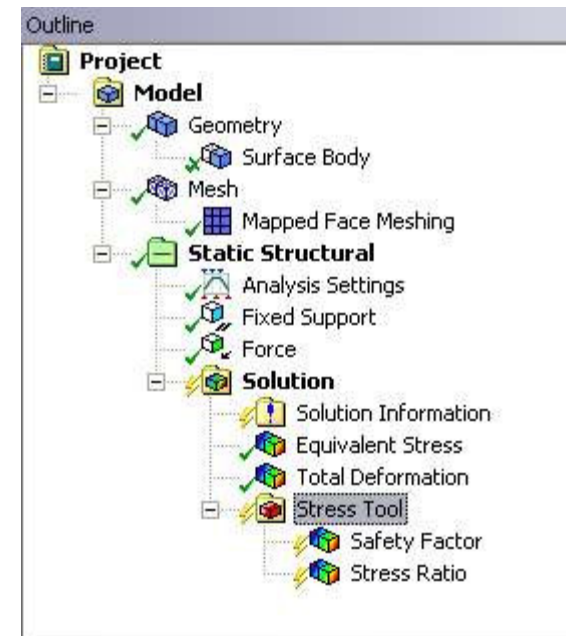 Outline
Project
Model
Geometry
Surface Body
Mesh
Mapped Face Meshing
Static Structural
Analysis Settings
Fixed Support
Force
Solution
Solution Information
Equivalent Stress
Total Deformation
Stress Tool
Safety Factor
Stress Ratio